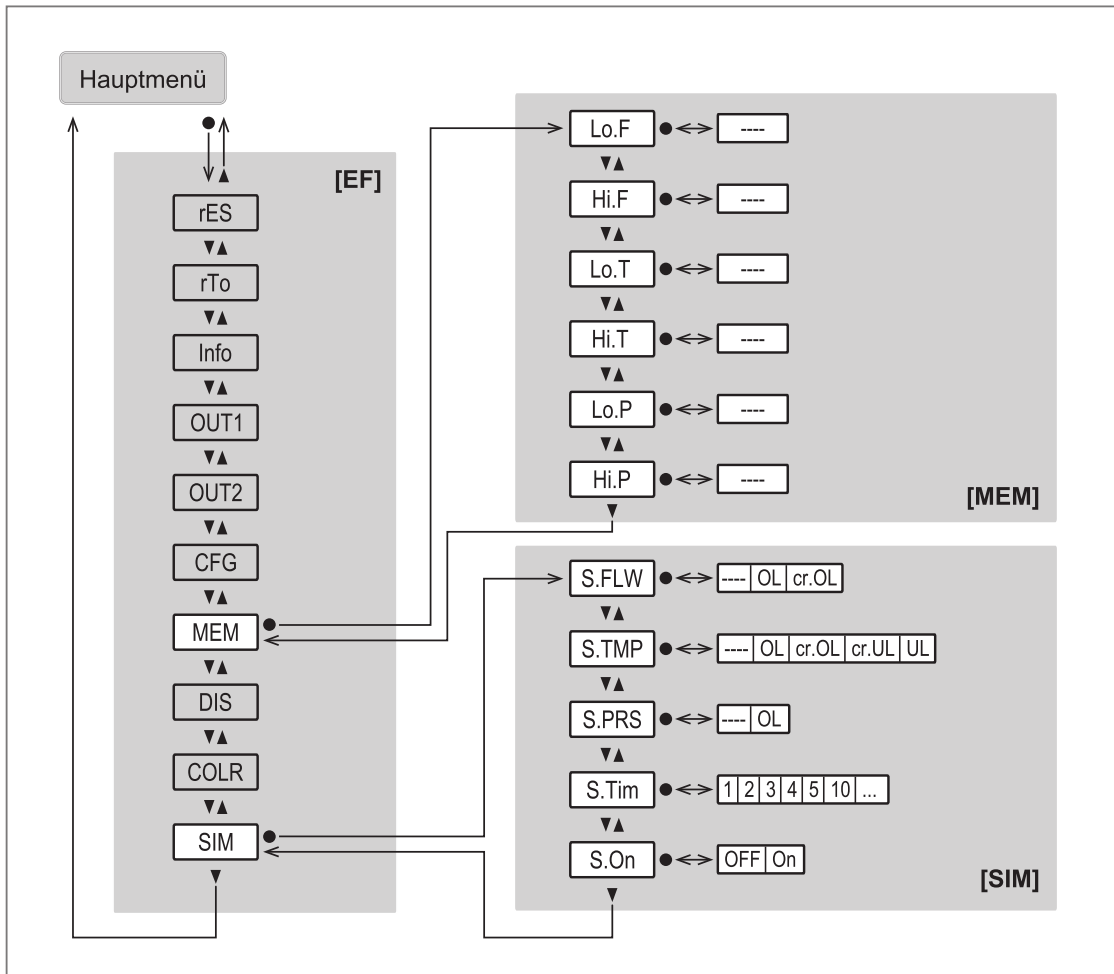 Hauptmenü
[EF]
rES
rTo
Info
OUT1
OUT2
CFG
MEM
DIS
COLR
SIM
Lo.F ----
Hi.F ----
Lo.T ----
Hi.T ----
Lo.P ----
Hi.P ----
[MEM]
S.FLW ---- OL cr.OL
S.TMP ---- OL cr.OL cr.UL UL
S.PRS ---- OL
S.Tim 1 2 3 4 5 10 ...
S.On OFF On
[SIM]